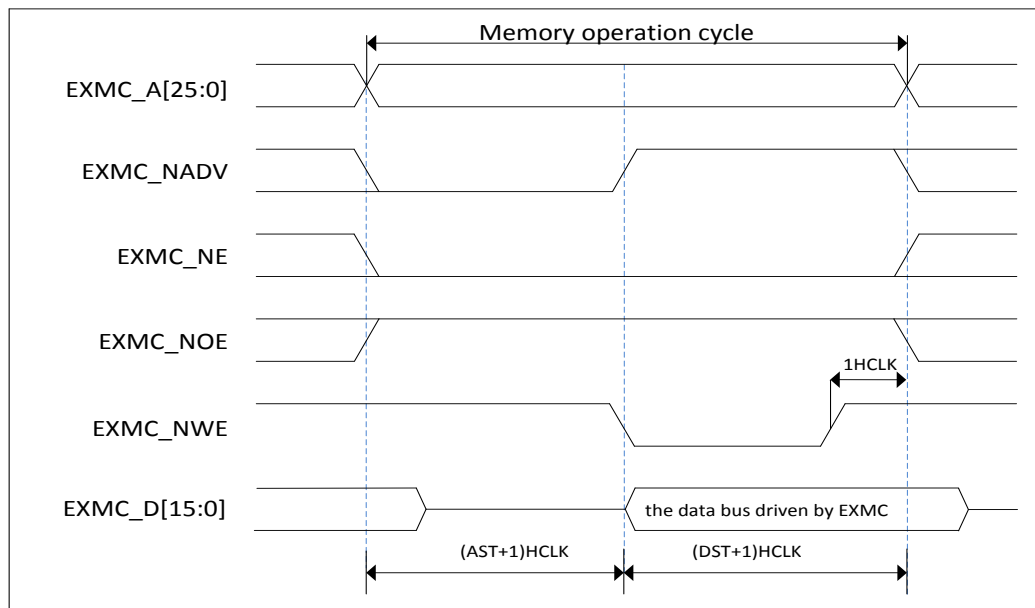 Memory operation cycle
EXMC_A[25:0]
EXMC_NADV
EXMC_NE
EXMC_NOE
1HCLK
EXMC_NWE
EXMC_D[15:0]
the data bus driven by EXMC
(AST+1)HCLK
(DST+1)HCLK